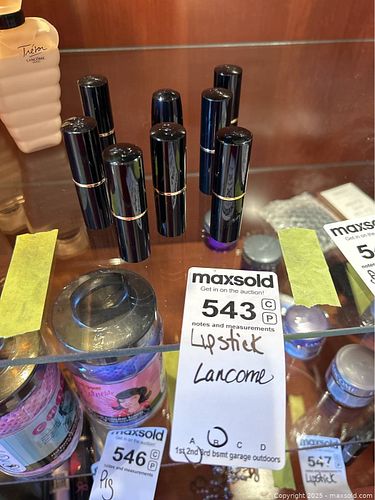 Trésor
LANCÔME
maxsold
Get in on the auction!
543 C
P
notes and measurements
Lipstick
Lancome
A B C D
1st 2nd 3rd bsmt garage outdoors
maxso
5
maxsold
546 C
P
notes and measurements
maxsold
547
Lipstick
Copyright 2025 - maxsold.com